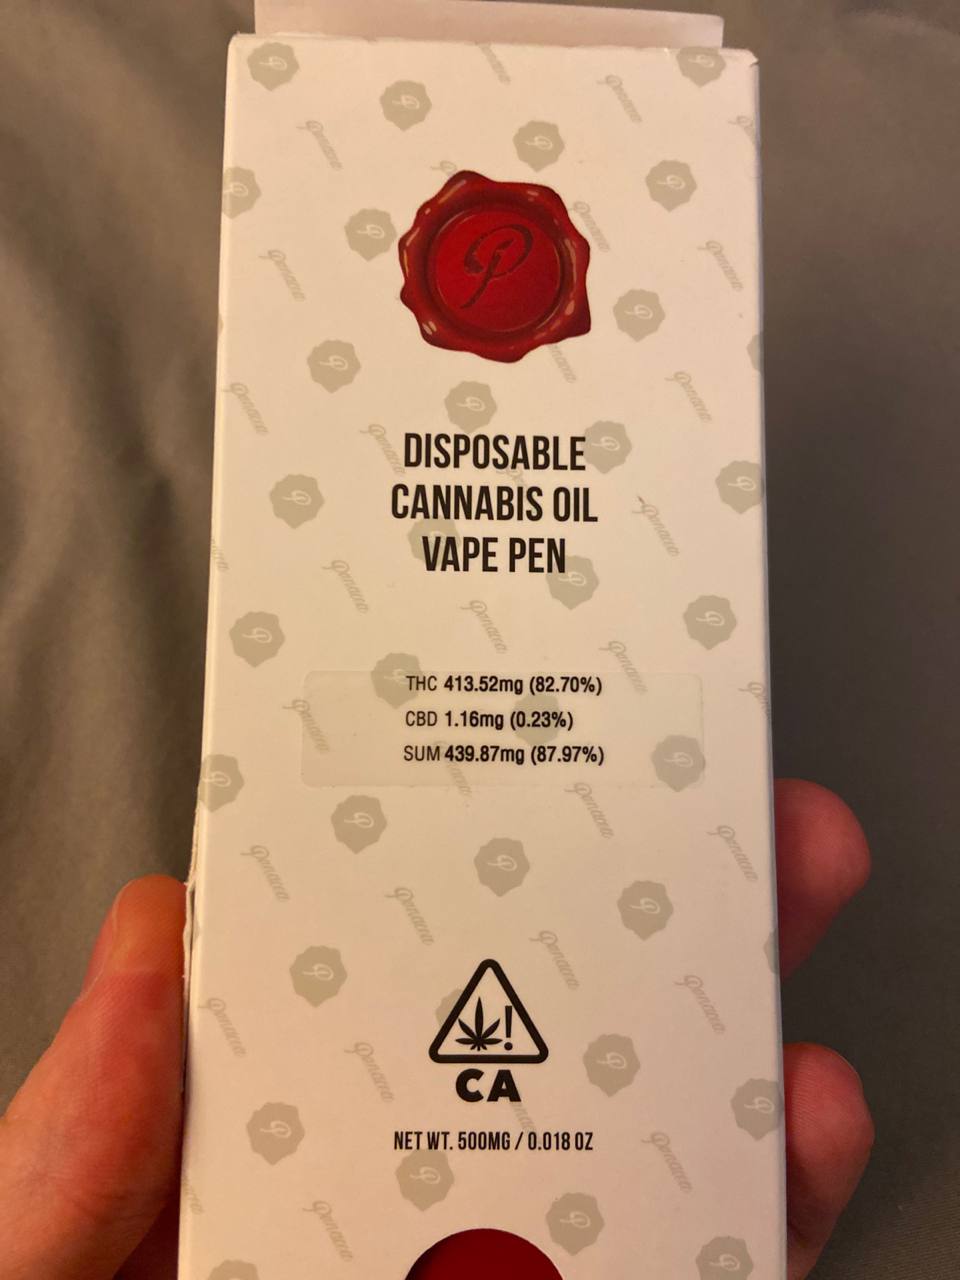 P
DISPOSABLE
CANNABIS OIL
VAPE PEN
THC 413.52mg (82.70%)
CBD 1.16mg (0.23%)
SUM 439.87mg (87.97%)
!
CA
NET WT. 500MG / 0.018 OZ
Panacea